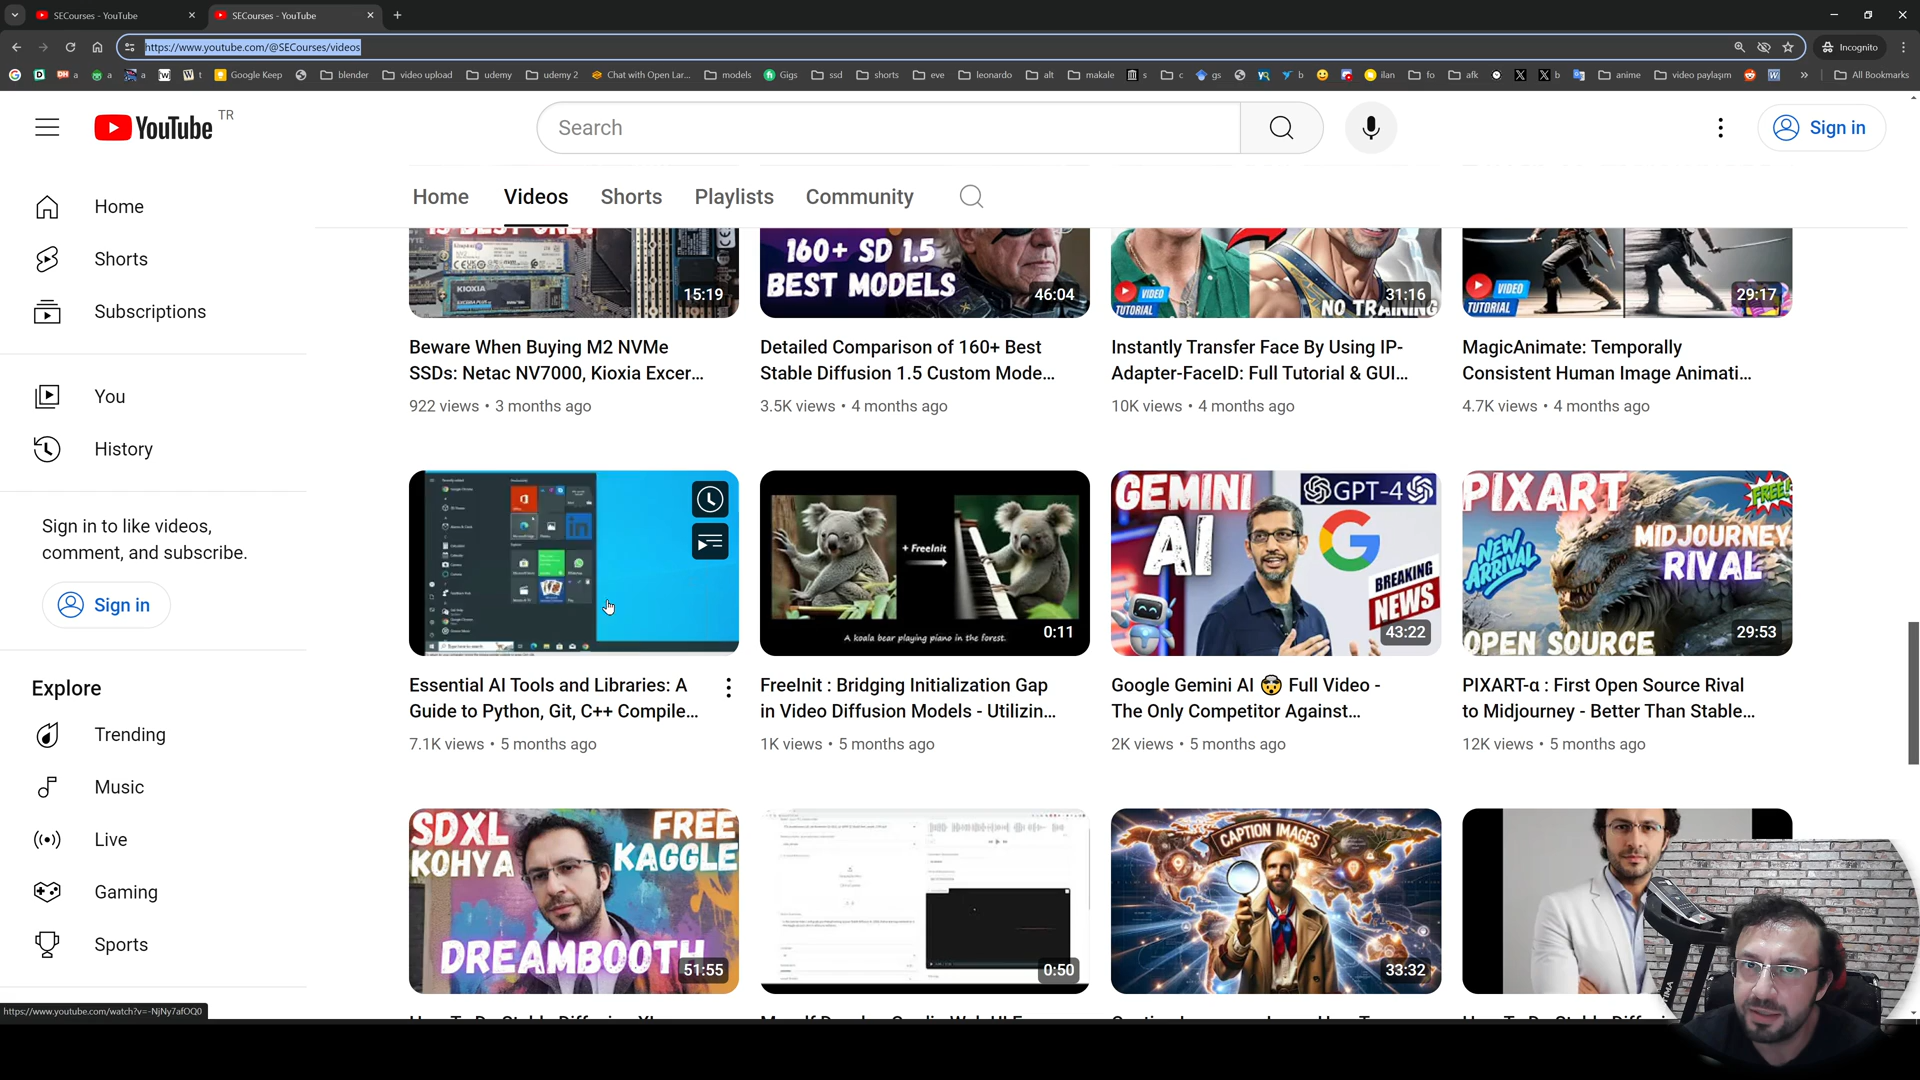 SECourses - YouTube
SECourses - YouTube
https://www.youtube.com/@SECourses/videos
Incognito
Google Keep
blender
video upload
udemy
udemy 2
Chat with Open Lar...
models
Gigs
ssd
shorts
eve
leonardo
alt
makale
s
c
gs
b
ilan
fo
afk
b
anime
video paylaşım
All Bookmarks
YouTube TR
Search
Sign in
Home
Videos
Shorts
Playlists
Community
Home
Shorts
Subscriptions
You
History
Sign in to like videos,
comment, and subscribe.
Sign in
Explore
Trending
Music
Live
Gaming
Sports
KIOXIA
15:19
160+ SD 1.5
BEST MODELS
46:04
VIDEO
TUTORIAL
NO TRAINING
31:16
VIDEO
TUTORIAL
29:17
Beware When Buying M2 NVMe
SSDs: Netac NV7000, Kioxia Excer...
922 views • 3 months ago
Detailed Comparison of 160+ Best
Stable Diffusion 1.5 Custom Mode...
3.5K views • 4 months ago
Instantly Transfer Face By Using IP-
Adapter-FaceID: Full Tutorial & GUI...
10K views • 4 months ago
MagicAnimate: Temporally
Consistent Human Image Animati...
4.7K views • 4 months ago
+ FreeInit
A koala bear playing piano in the forest.
0:11
GEMINI
AI
GPT-4
BREAKING
NEWS
43:22
PIXART
FREE!
NEW
ARRIVAL
MIDJOURNEY
RIVAL
OPEN SOURCE
29:53
Essential AI Tools and Libraries: A
Guide to Python, Git, C++ Compile...
7.1K views • 5 months ago
FreeInit : Bridging Initialization Gap
in Video Diffusion Models - Utilizin...
1K views • 5 months ago
Google Gemini AI 🤯 Full Video -
The Only Competitor Against...
2K views • 5 months ago
PIXART-α : First Open Source Rival
to Midjourney - Better Than Stable...
12K views • 5 months ago
SDXL
KOHYA
FREE
KAGGLE
DREAMBOOTH
51:55
0:50
CAPTION IMAGES
33:32
https://www.youtube.com/watch?v=-NjNy7afOQ0